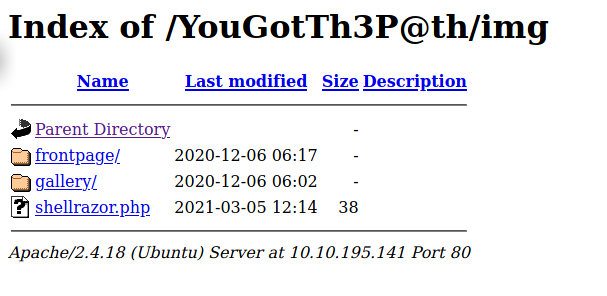 Index of /YouGotTh3P@th/img
Name Last modified Size Description
Parent Directory -
frontpage/ 2020-12-06 06:17 -
gallery/ 2020-12-06 06:02 -
shellrazor.php 2021-03-05 12:14 38
Apache/2.4.18 (Ubuntu) Server at 10.10.195.141 Port 80